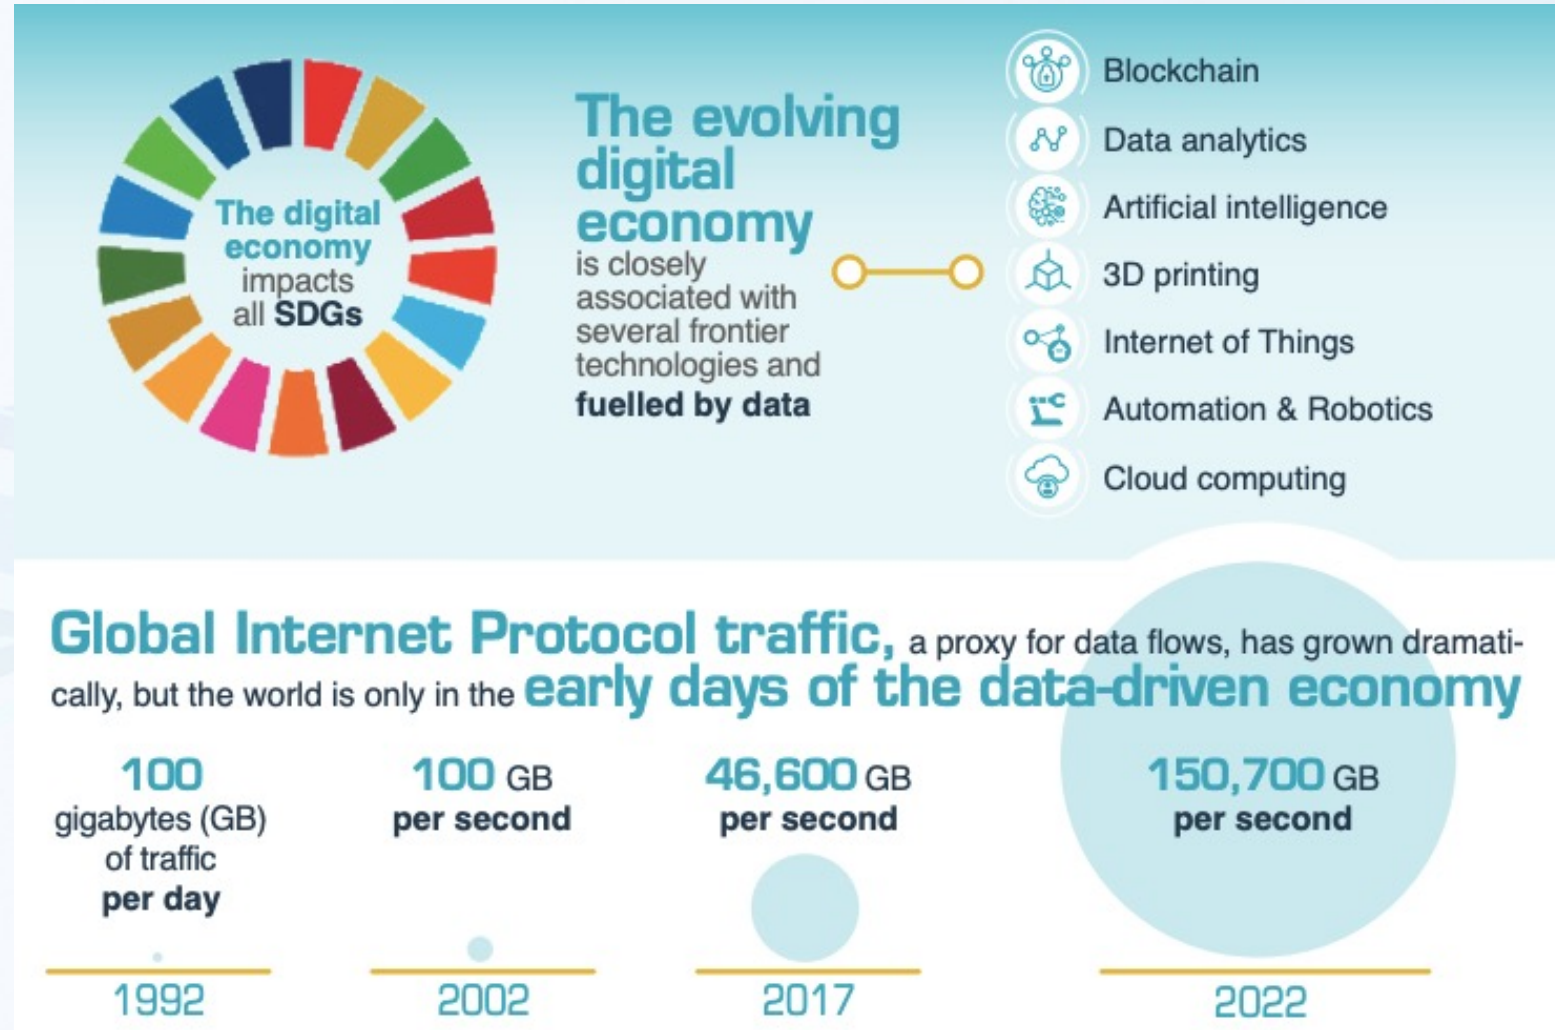 The digital
economy
impacts
all SDGs
The evolving
digital
economy
is closely
associated with
several frontier
technologies and
fuelled by data
Blockchain
Data analytics
Artificial intelligence
3D printing
Internet of Things
Automation & Robotics
Cloud computing
Global Internet Protocol traffic, a proxy for data flows, has grown dramati-
cally, but the world is only in the early days of the data-driven economy
100
gigabytes (GB)
of traffic
per day
1992
100 GB
per second
2002
46,600 GB
per second
2017
150,700 GB
per second
2022